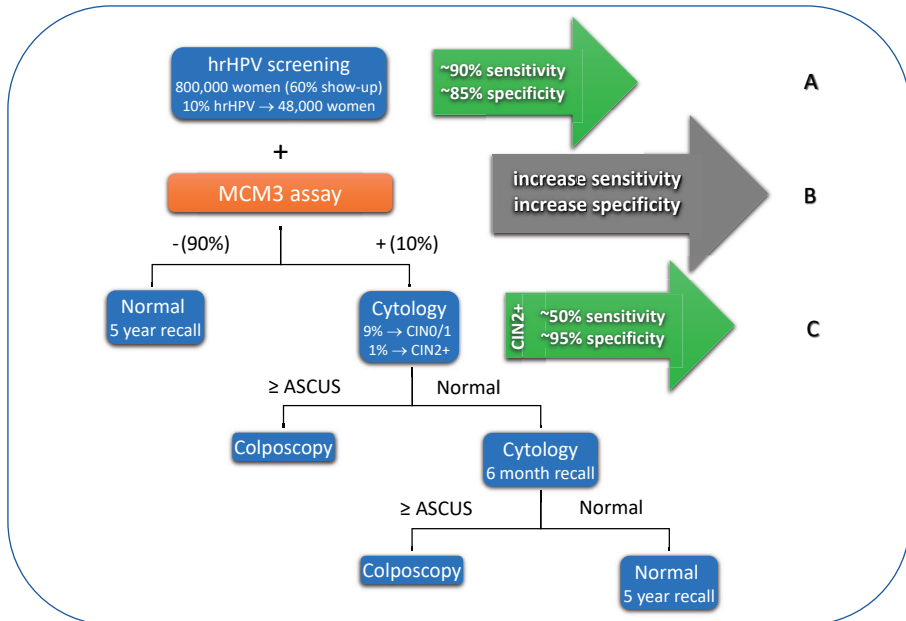 hrHPV screening
800,000 women (60% show-up)
10% hrHPV → 48,000 women
~90% sensitivity
~85% specificity
A
+
MCM3 assay
increase sensitivity
increase specificity
B
- (90%)
+ (10%)
Normal
5 year recall
Cytology
9% → CIN0/1
1% → CIN2+
CIN2+
~50% sensitivity
~95% specificity
C
≥ ASCUS
Normal
Colposcopy
Cytology
6 month recall
≥ ASCUS
Normal
Colposcopy
Normal
5 year recall